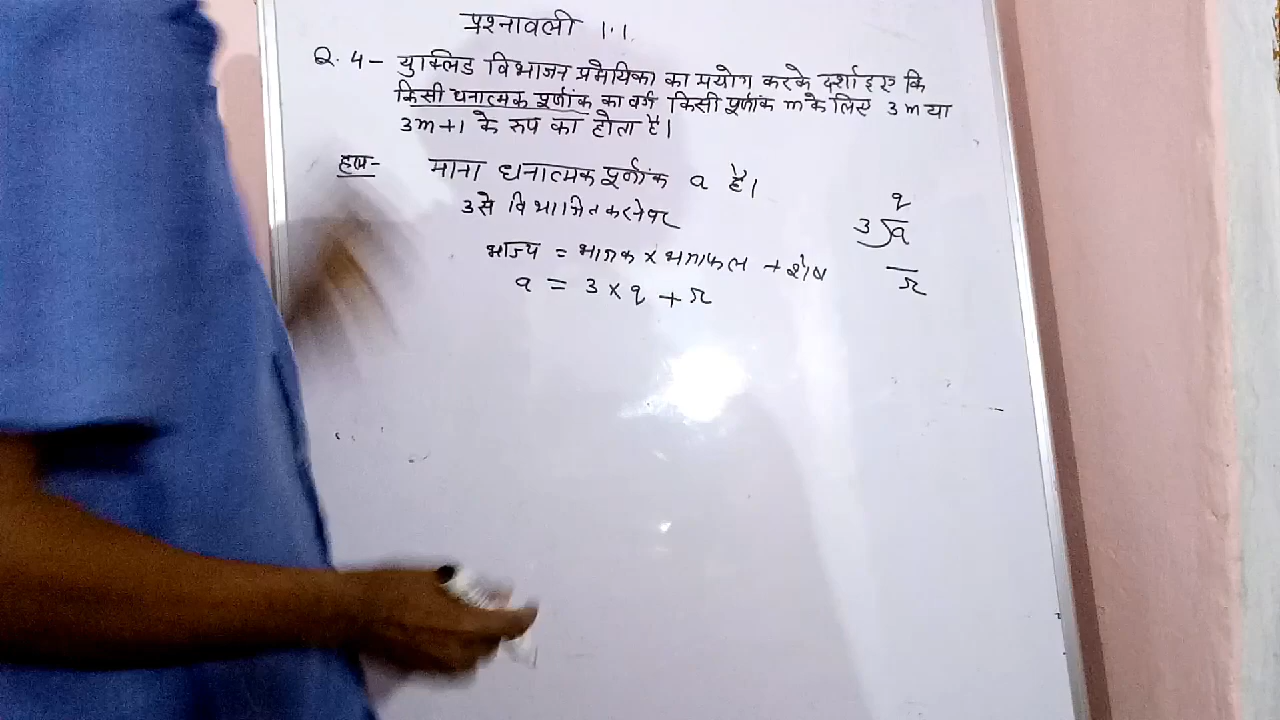 प्रश्नावली 1.1
Q. 4 - युक्लिड विभाजन प्रमेयिका का प्रयोग करके दर्शाइए कि
किसी धनात्मक पूर्णांक का वर्ग किसी पूर्णांक m के लिए 3m या
3m+1 के रूप का होता है।
हल- माना धनात्मक पूर्णांक a है।
3 से विभाजित करने पर
भाज्य = भाजक × भागफल + शेष
a = 3 × q + r
q
3 a
r